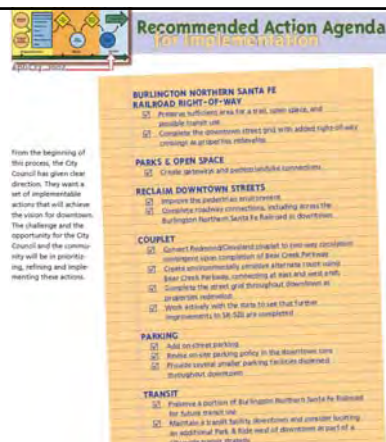 Recommended Action Agenda
for Implementation
BURLINGTON NORTHERN SANTA FE
RAILROAD RIGHT-OF-WAY
Preserve sufficient area for a trail, open space, and
possible transit use
Complete the downtown street grid with added right-of-way
crossings as properties redevelop
From the beginning of
this process, the City
Council has given clear
direction. They want a
set of implementable
actions that will achieve
the vision for downtown.
The challenge and the
opportunity for the City
Council and the commu-
nity will be in prioritiz-
ing, refining and imple-
menting these actions.
PARKS & OPEN SPACE
Create gateways and pedestrian/bike connections
RECLAIM DOWNTOWN STREETS
Improve the pedestrian environment
Complete roadway connections, including across the
Burlington Northern Santa Fe Railroad in downtown
COUPLET
Convert Redmond/Cleveland couplet to two-way circulation
contingent upon completion of Bear Creek Parkway
Create environmentally sensitive alternate route using
Bear Creek Parkway, connecting at east and west ends
Complete the street grid throughout downtown as
properties redevelop
Work actively with the state to see that further
improvements to SR-520 are completed
PARKING
Add on-street parking
Revise on-site parking policy in the downtown core
Provide several smaller parking facilities dispersed
throughout downtown
TRANSIT
Preserve a portion of Burlington Northern Santa Fe Railroad
for future transit use
Maintain a transit facility downtown and consider locating
an additional Park & Ride west of downtown as part of a